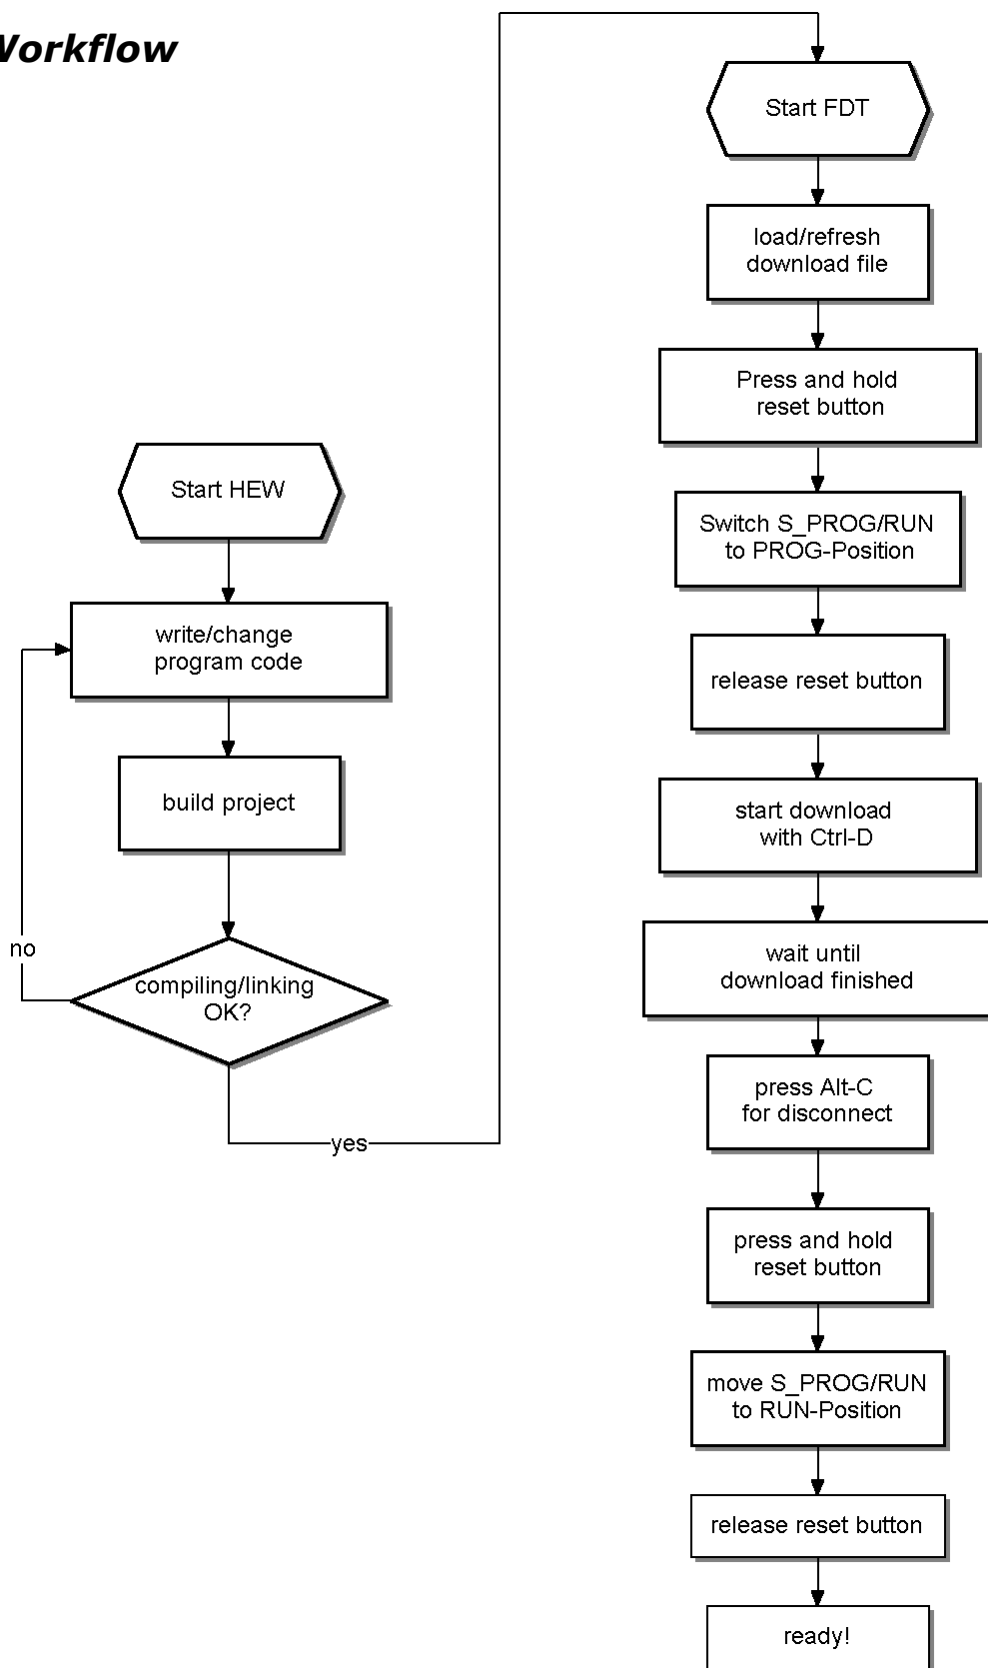 Workflow
Start HEW
write/change
program code
build project
compiling/linking
OK?
no
yes
Start FDT
load/refresh
download file
Press and hold
reset button
Switch S_PROG/RUN
to PROG-Position
release reset button
start download
with Ctrl-D
wait until
download finished
press Alt-C
for disconnect
press and hold
reset button
move S_PROG/RUN
to RUN-Position
release reset button
ready!